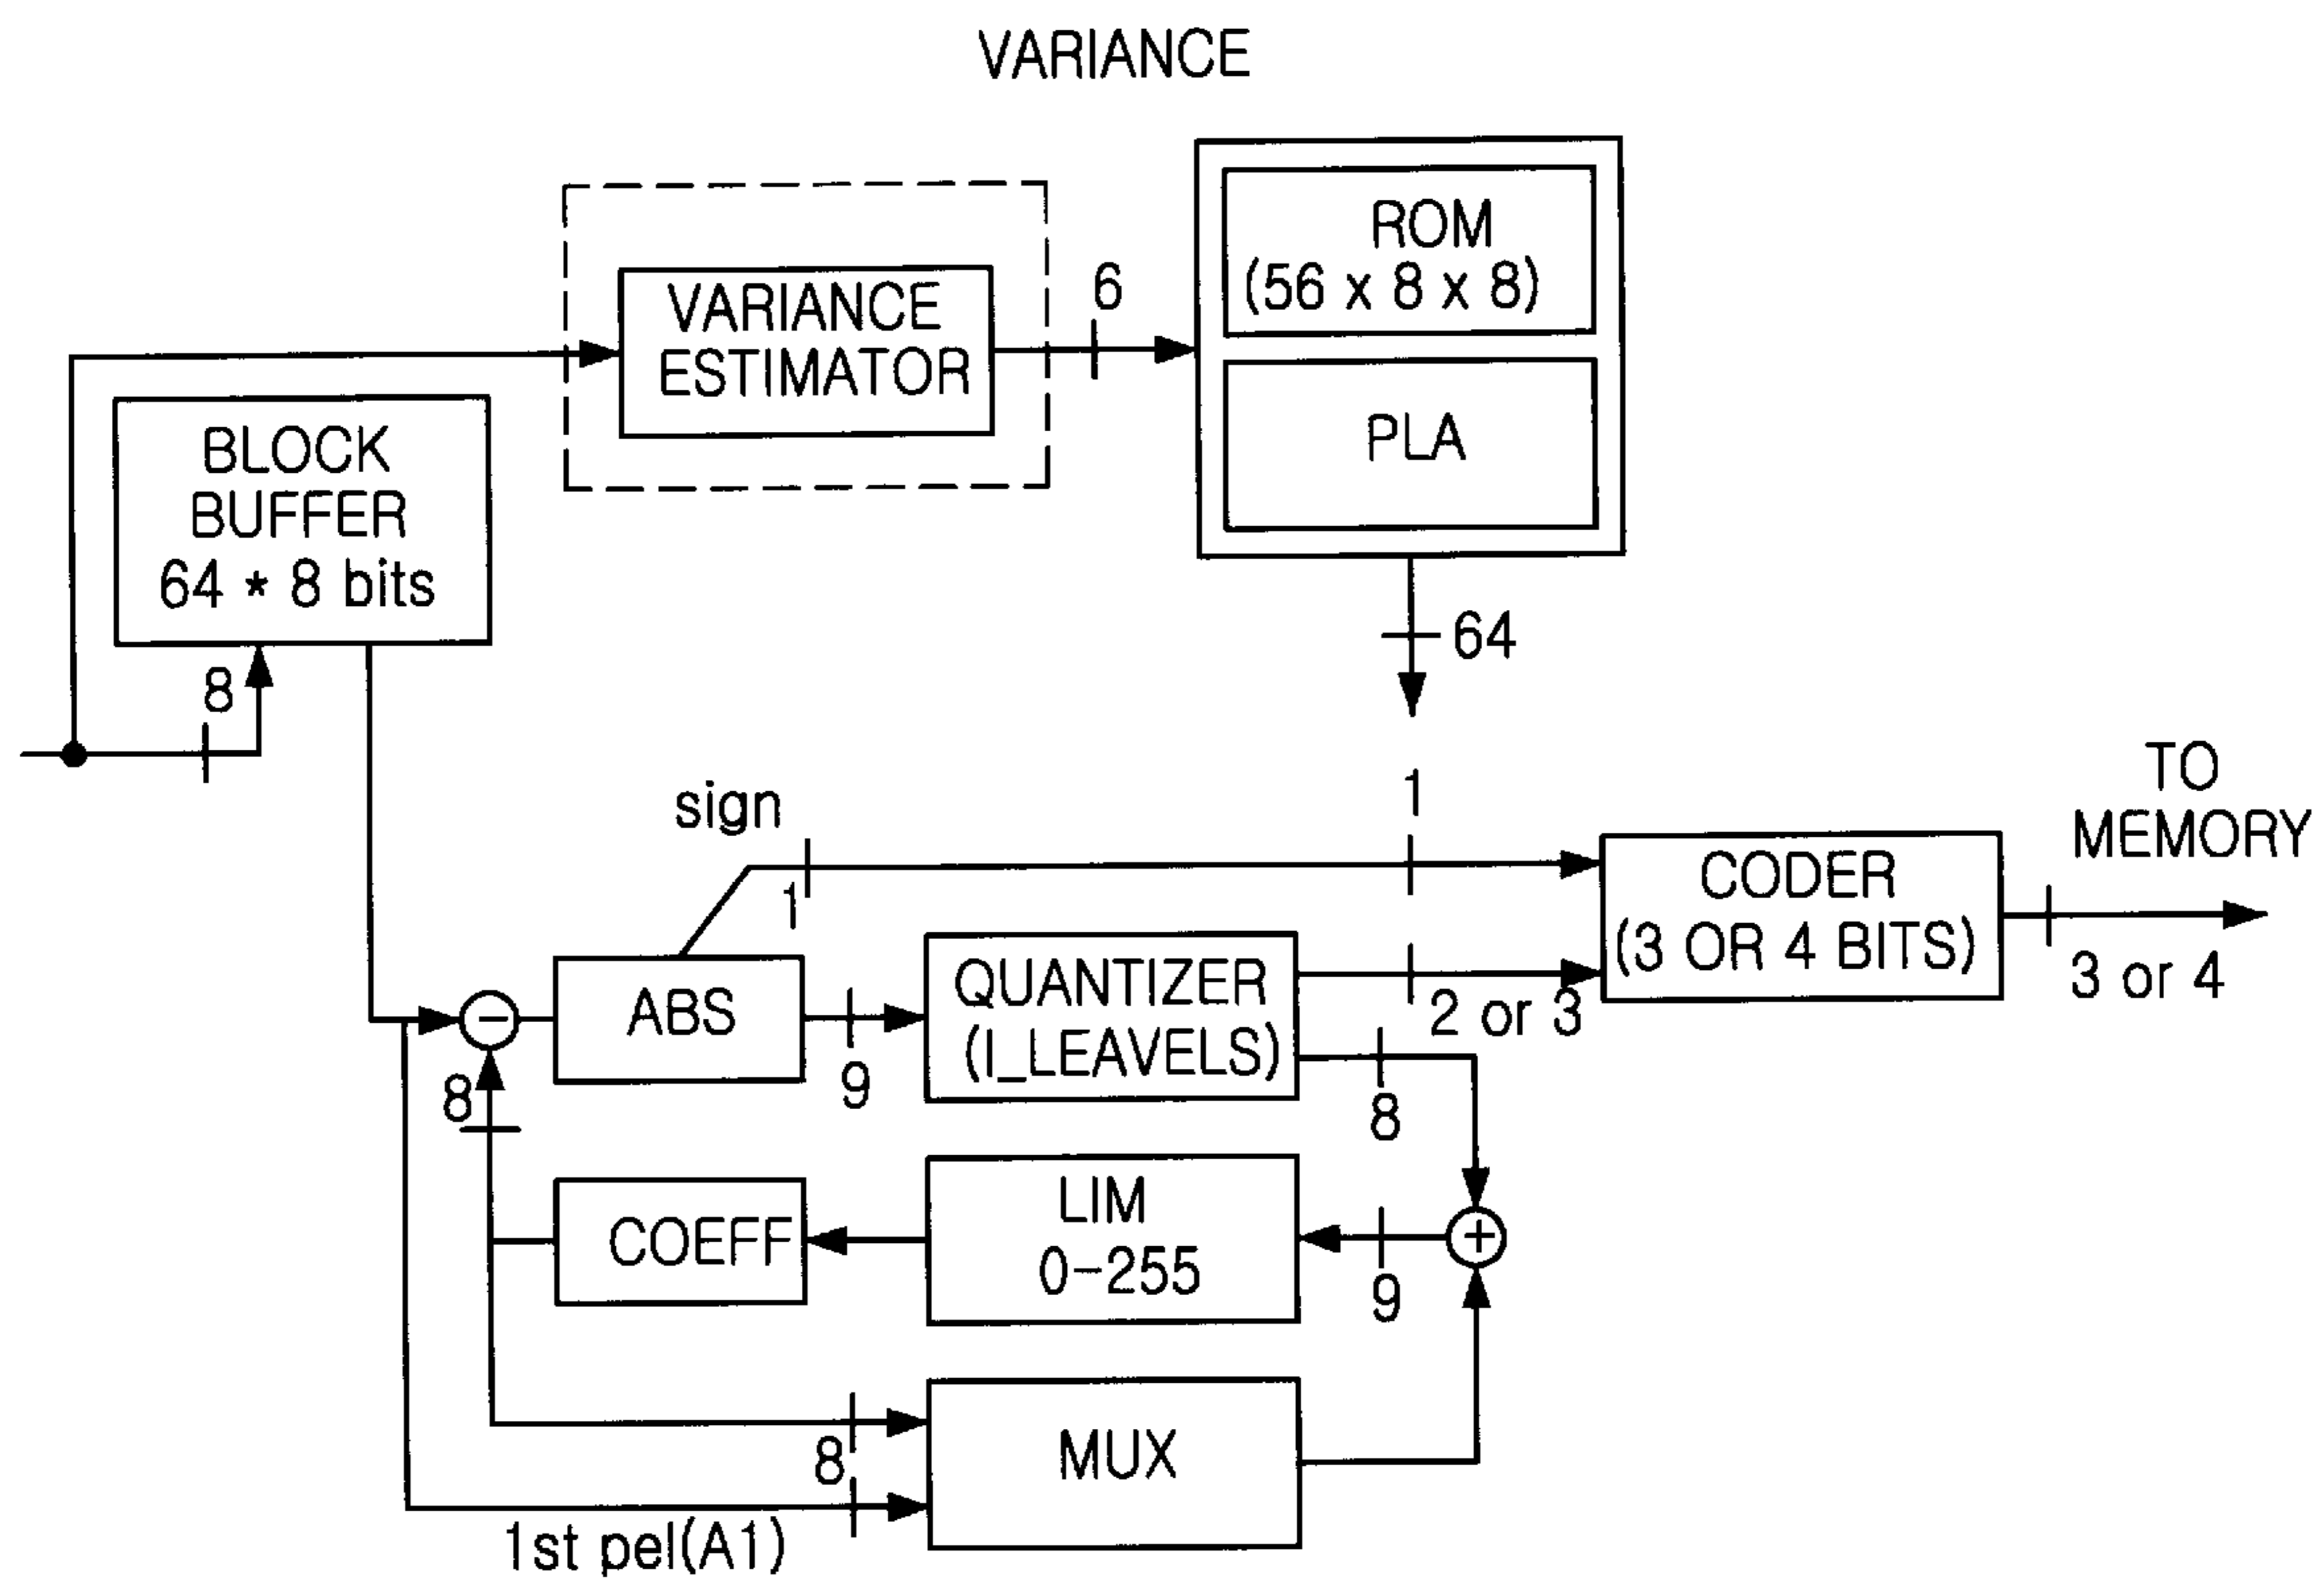 VARIANCE
ROM
(56 x 8 x 8)
PLA
VARIANCE
ESTIMATOR
6
BLOCK
BUFFER
64 * 8 bits
8
64
sign
1
1
TO
MEMORY
CODER
(3 OR 4 BITS)
3 or 4
ABS
9
QUANTIZER
(I_LEAVELS)
2 or 3
8
8
COEFF
LIM
0-255
9
8
MUX
1st pel(A1)